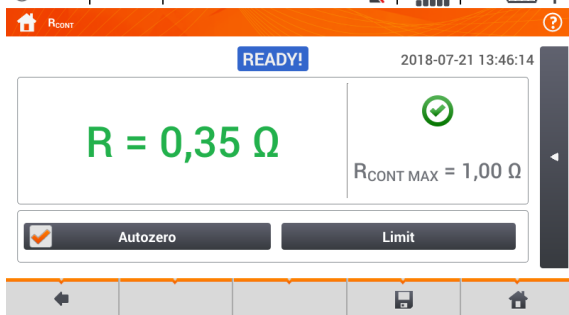 RCONT
READY!
2018-07-21 13:46:14
R = 0,35 Ω
RCONT MAX = 1,00 Ω
Autozero
Limit